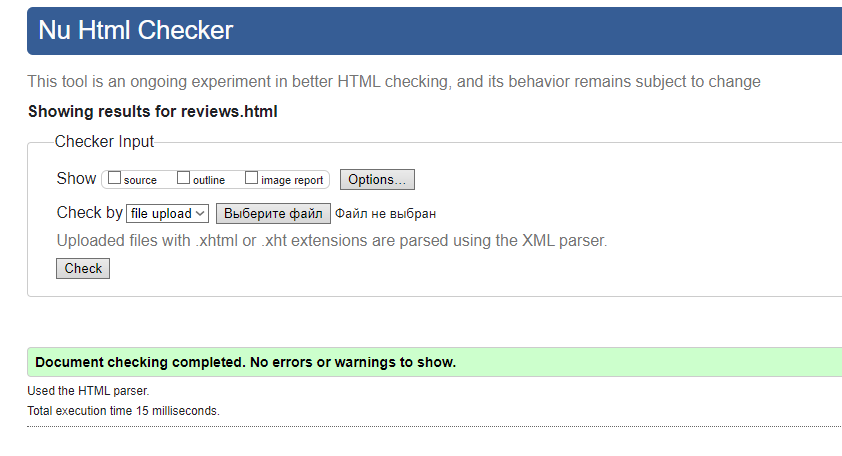 Nu Html Checker
This tool is an ongoing experiment in better HTML checking, and its behavior remains subject to change
Showing results for reviews.html
Checker Input
Show source outline image report Options...
Check by file upload Выберите файл Файл не выбран
Uploaded files with .xhtml or .xht extensions are parsed using the XML parser.
Check
Document checking completed. No errors or warnings to show.
Used the HTML parser.
Total execution time 15 milliseconds.